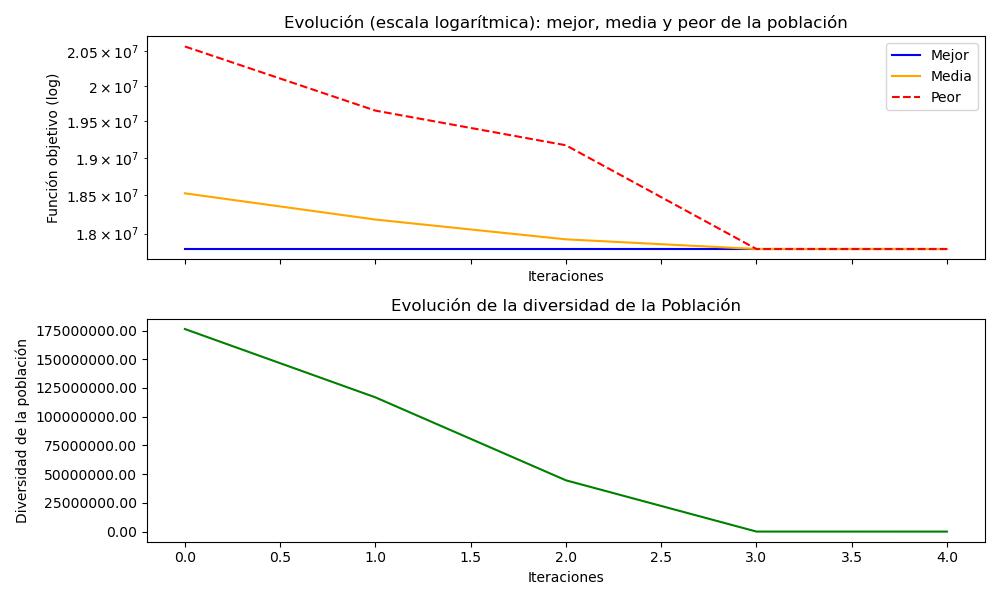 Evolución (escala logarítmica): mejor, media y peor de la población
Función objetivo (log)
2.05 × 10⁷
2 × 10⁷
1.95 × 10⁷
1.9 × 10⁷
1.85 × 10⁷
1.8 × 10⁷
Mejor
Media
Peor
Iteraciones
Evolución de la diversidad de la Población
Diversidad de la población
175000000.00
150000000.00
125000000.00
100000000.00
75000000.00
50000000.00
25000000.00
0.00
0.0 0.5 1.0 1.5 2.0 2.5 3.0 3.5 4.0
Iteraciones